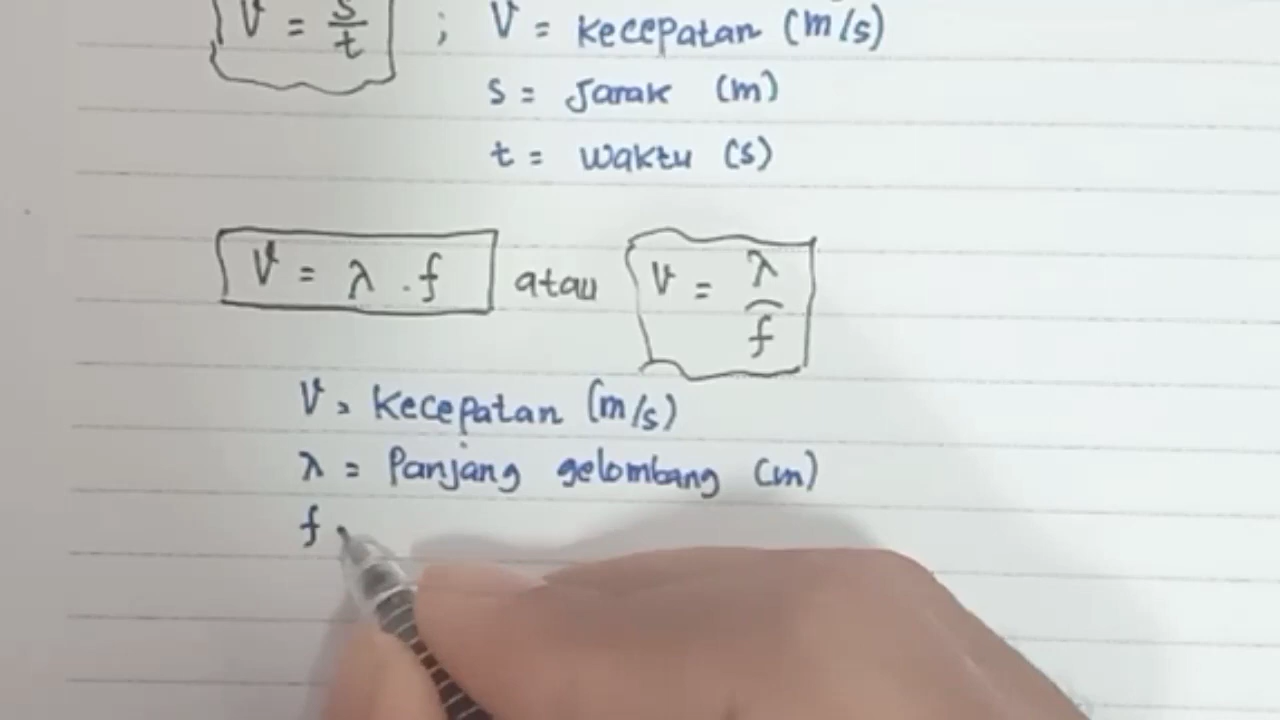 V = s/t ; V = Kecepatan (m/s)
s = Jarak (m)
t = Waktu (s)
V = λ . f atau V = λ/f
V = Kecepatan (m/s)
λ = Panjang gelombang (m)
f